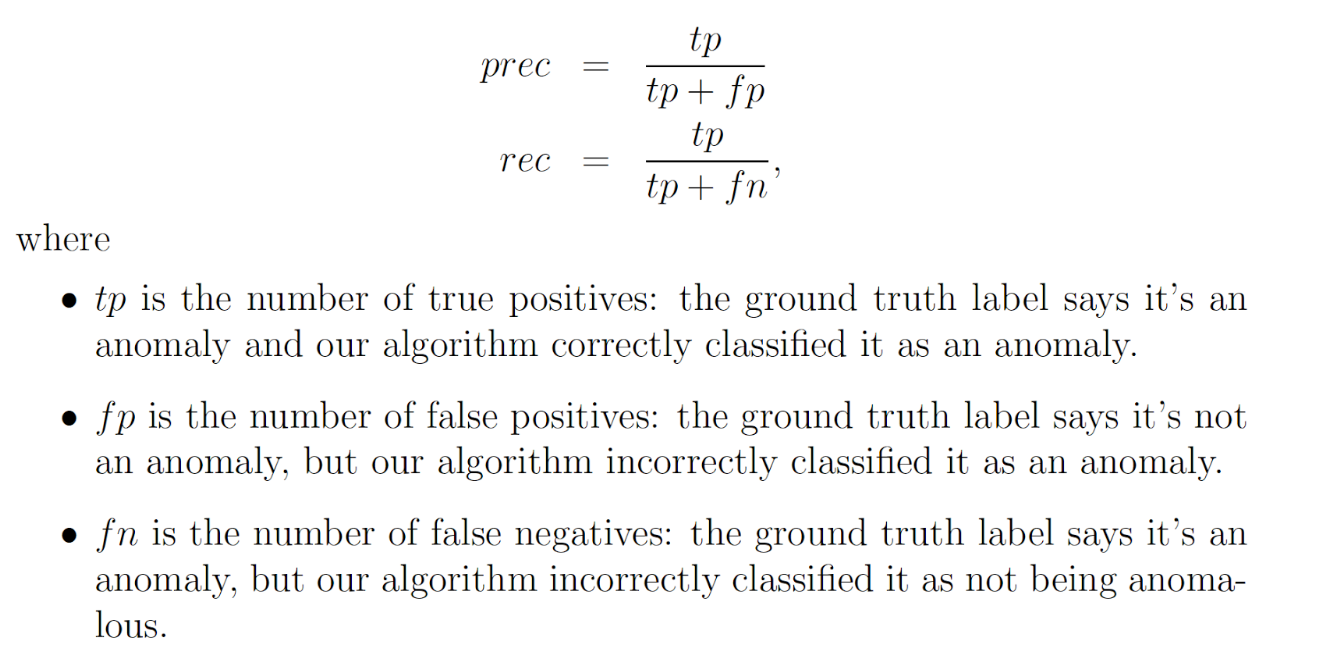 prec = tp / (tp + fp)
rec = tp / (tp + fn),
where
• tp is the number of true positives: the ground truth label says it's an
anomaly and our algorithm correctly classified it as an anomaly.
• fp is the number of false positives: the ground truth label says it's not
an anomaly, but our algorithm incorrectly classified it as an anomaly.
• fn is the number of false negatives: the ground truth label says it's an
anomaly, but our algorithm incorrectly classified it as not being anoma-
lous.